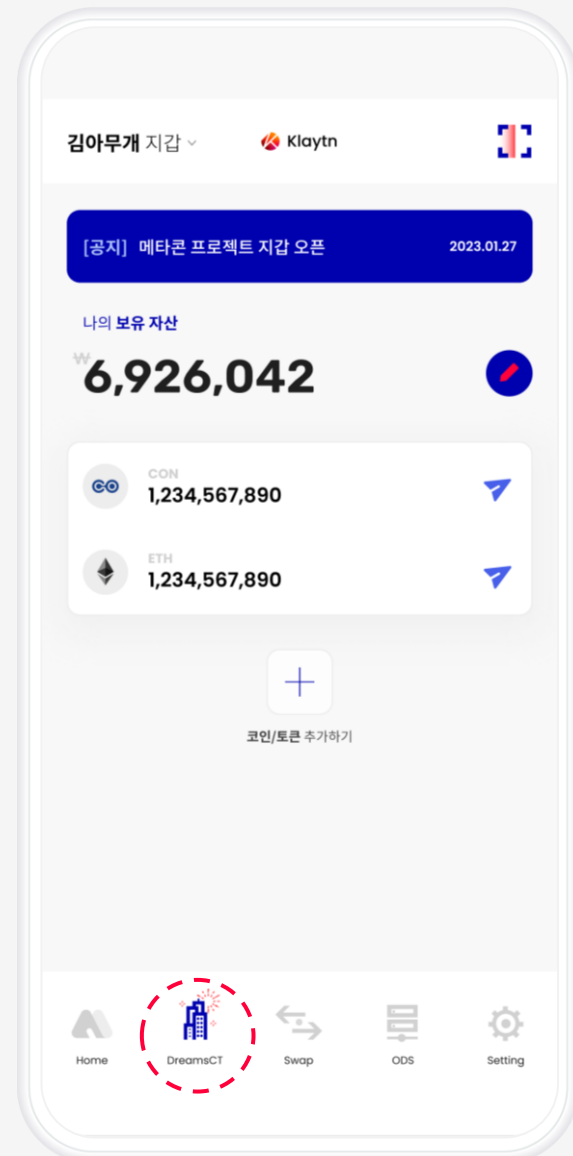 김아무개 지갑
Klaytn
[공지] 메타콘 프로젝트 지갑 오픈 2023.01.27
나의 보유 자산
₩6,926,042
CON
1,234,567,890
ETH
1,234,567,890
코인/토큰 추가하기
Home DreamsCT Swap ODS Setting